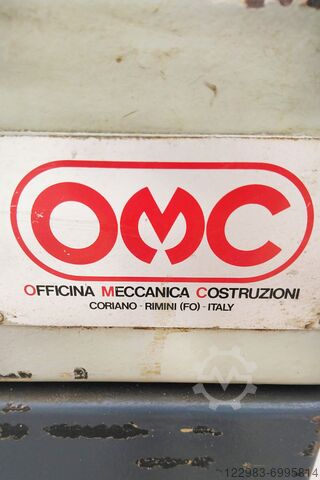 OMC
OFFICINA MECCANICA COSTRUZIONI
CORIANO - RIMINI (FO) - ITALY
122983-6995814